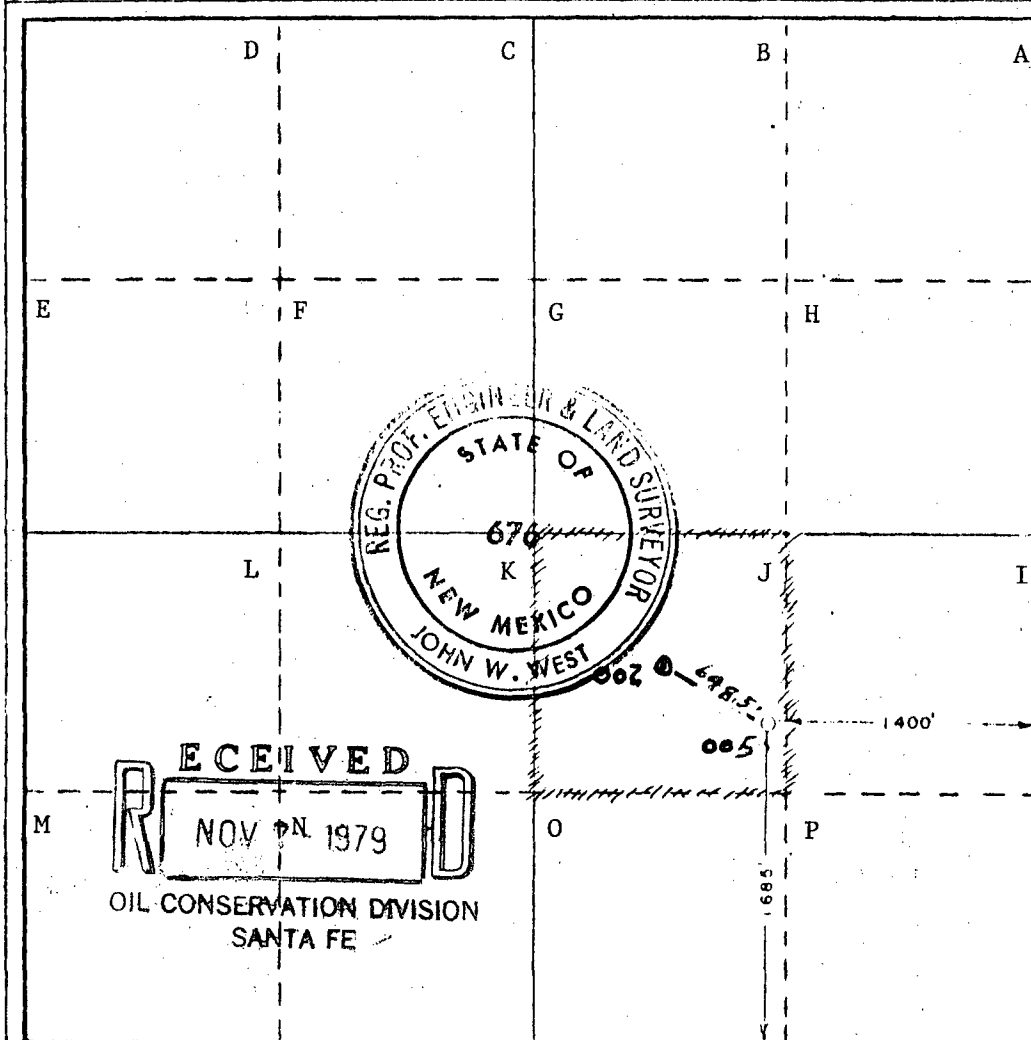 D C B A
E F G H
REG. PROF. ENGINEER & LAND SURVEYOR
STATE OF
676
NEW MEXICO
JOHN W. WEST
L K J I
002 698.5'
1400'
005
RECEIVED
NOV 1979
M O P
1685'
OIL CONSERVATION DIVISION
SANTA FE